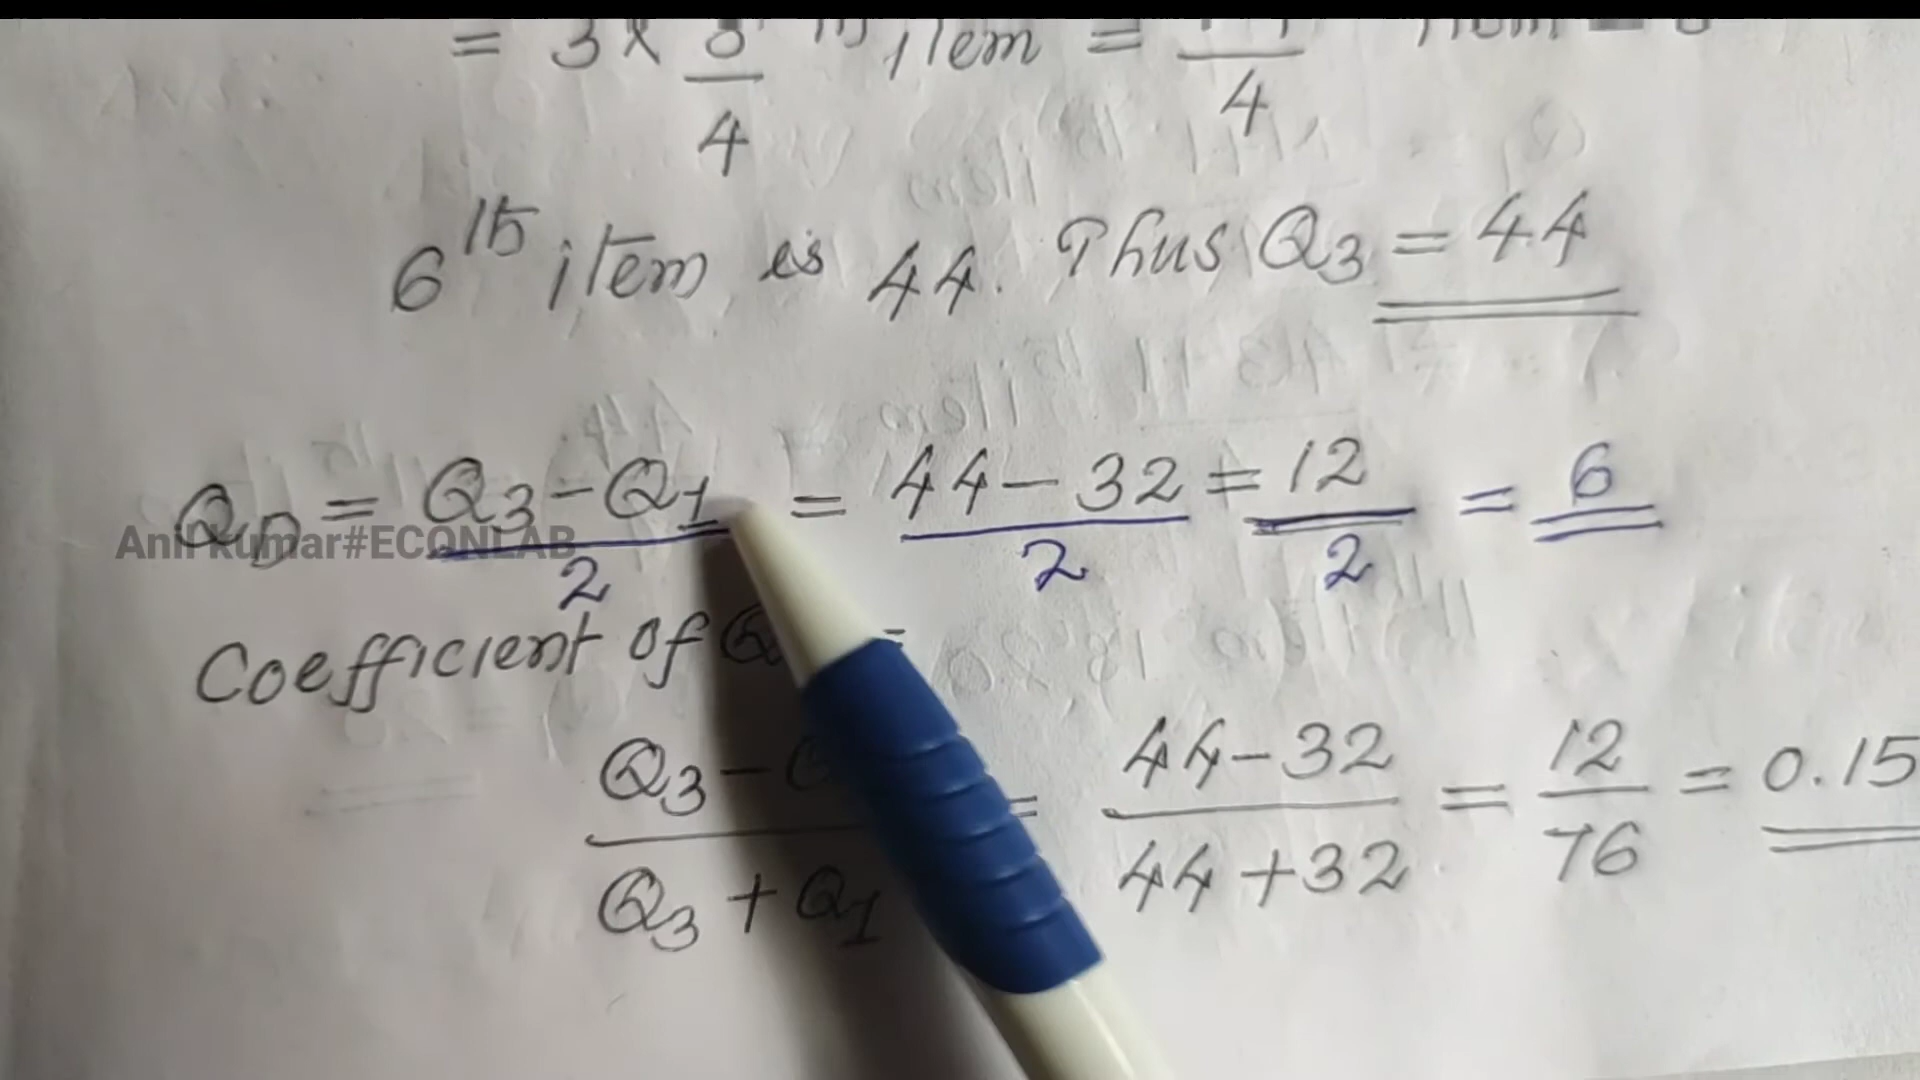 = 3 × 8/4 th item = /4 item =
6th item is 44. Thus Q3 = 44
QD = Q3 - Q1 / 2 = 44 - 32 / 2 = 12 / 2 = 6
Anil Kumar#ECONLAB
Coefficient of =
Q3 - / Q3 + Q1 = 44 - 32 / 44 + 32 = 12 / 76 = 0.15